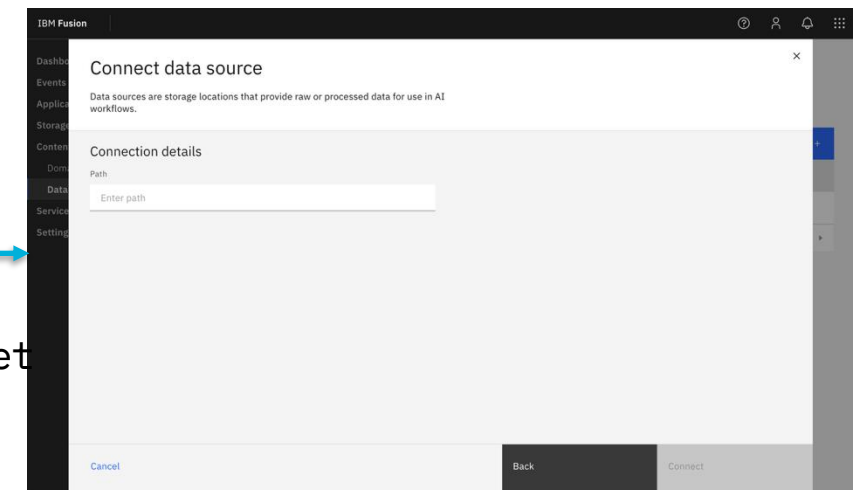 IBM Fusion
Dashbo
Events
Applica
Storage
Conten
Doma
Data
Service
Setting
Connect data source
Data sources are storage locations that provide raw or processed data for use in AI
workflows.
Connection details
Path
Enter path
et
Cancel
Back
Connect